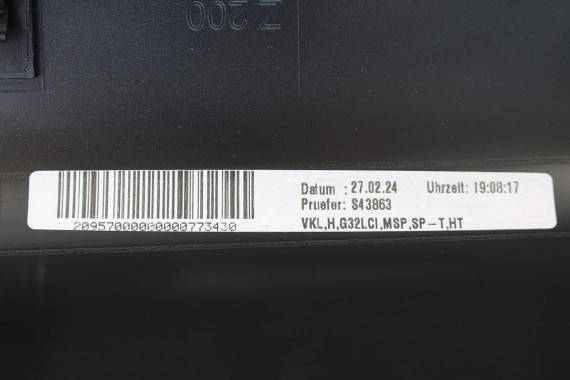 Z 200
Datum : 27.02.24 Uhrzeit: 19:08:17
Pruefer: S43863
VKL,H,G32LCI,MSP,SP-T,HT
20957000000000773430